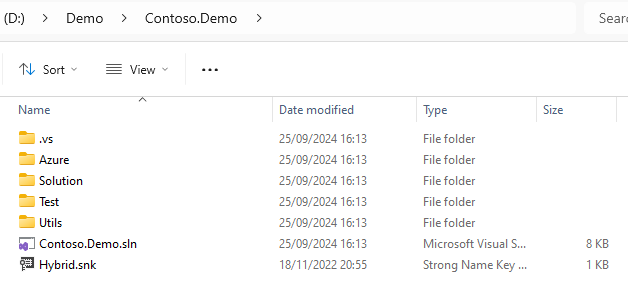 (D:) > Demo > Contoso.Demo > Sear
Sort View ...
Name Date modified Type Size
.vs 25/09/2024 16:13 File folder
Azure 25/09/2024 16:13 File folder
Solution 25/09/2024 16:13 File folder
Test 25/09/2024 16:13 File folder
Utils 25/09/2024 16:13 File folder
Contoso.Demo.sln 25/09/2024 16:13 Microsoft Visual S... 8 KB
Hybrid.snk 18/11/2022 20:55 Strong Name Key ... 1 KB